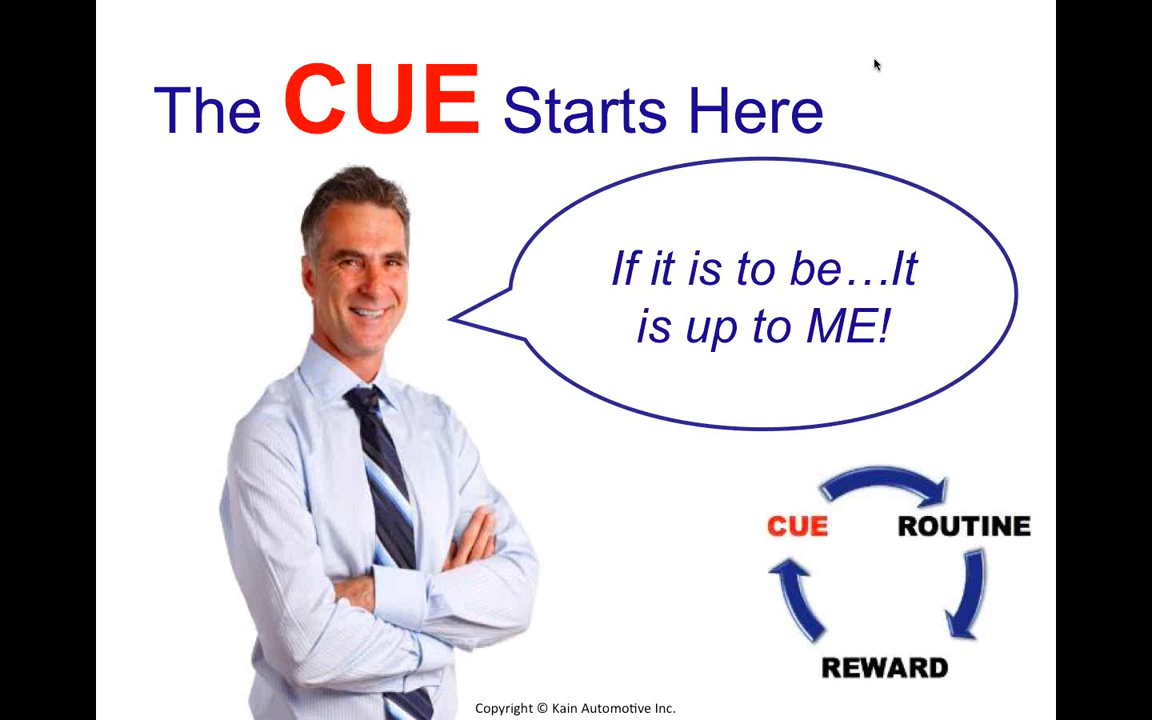 The CUE Starts Here
If it is to be…It
is up to ME!
CUE
ROUTINE
REWARD
Copyright © Kain Automotive Inc.